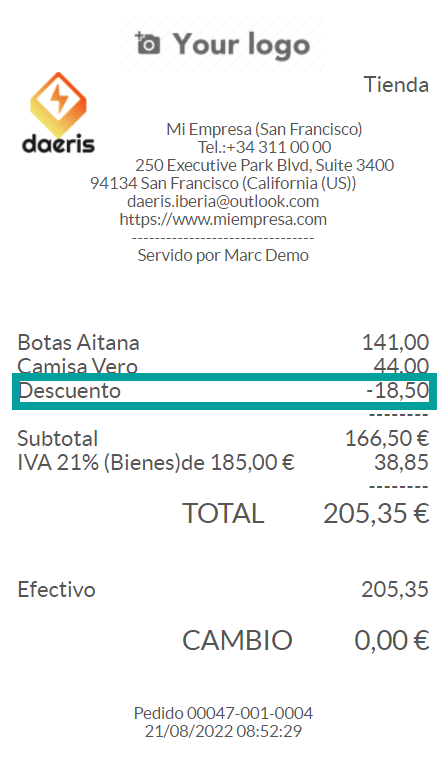 Your logo
Tienda
daeris
Mi Empresa (San Francisco)
Tel.:+34 311 00 00
250 Executive Park Blvd, Suite 3400
94134 San Francisco (California (US))
daeris.iberia@outlook.com
https://www.miempresa.com
--------------------------------
Servido por Marc Demo
Botas Aitana 141,00
Camisa Vero 44,00
Descuento -18,50
--------
Subtotal 166,50 €
IVA 21% (Bienes)de 185,00 € 38,85
--------
TOTAL 205,35 €
Efectivo 205,35
CAMBIO 0,00 €
Pedido 00047-001-0004
21/08/2022 08:52:29